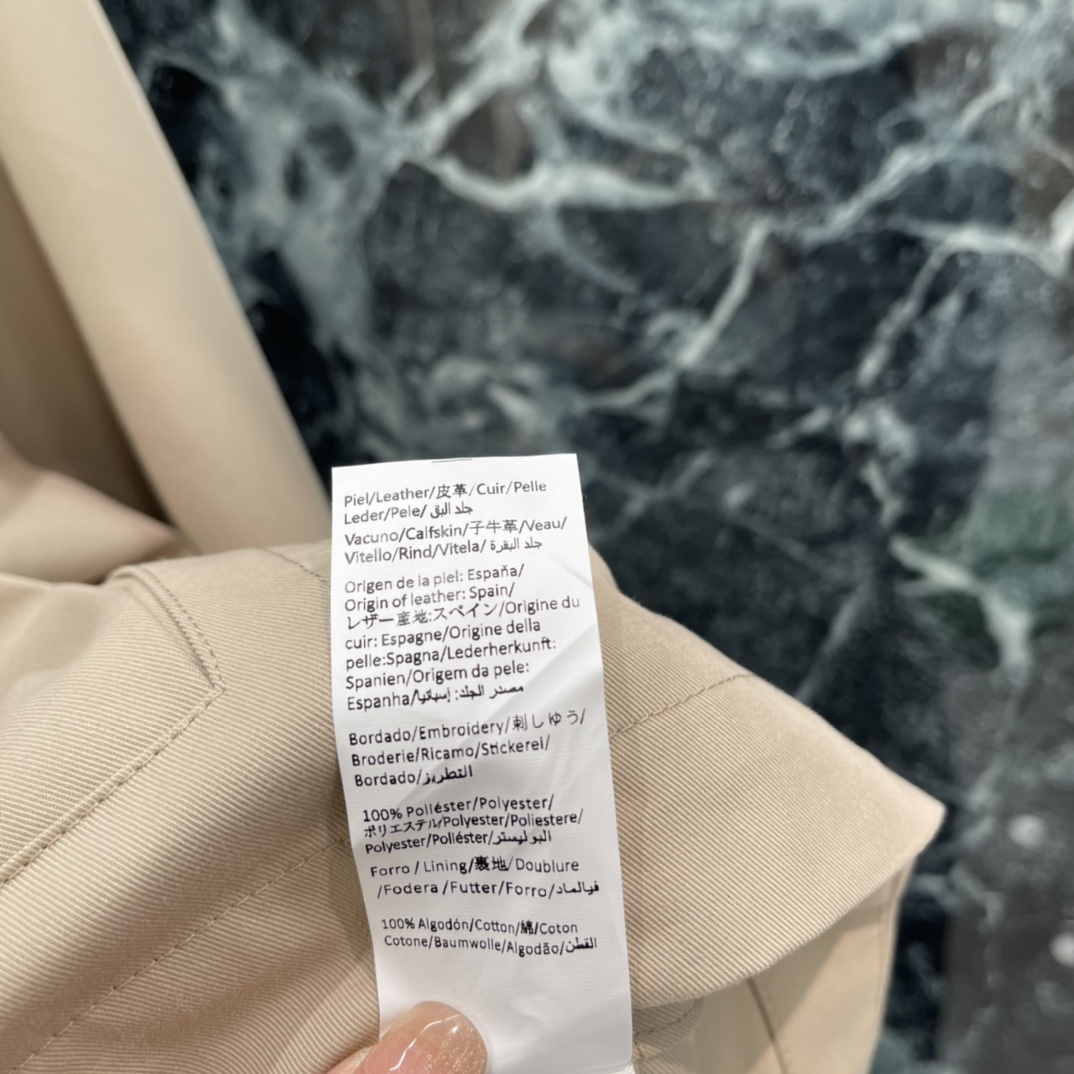 Piel/Leather/皮革/Cuir/Pelle
Leder/Pele/ جلد البق
Vacuno/Calfskin/子牛革/Veau/
Vitello/Rind/Vitela/ جلد البقرة
Origen de la piel: España/
Origin of leather: Spain/
レザー産地:スペイン/Origine du
cuir: Espagne/Origine della
pelle:Spagna/Lederherkunft:
Spanien/Origem da pele:
Espanha/مصدر الجلد: إسبانيا
Bordado/Embroidery/刺しゆう/
Broderie/Ricamo/Stickerei/
Bordado/التطريز
100% Poliéster/Polyester/
ポリエステル/Polyester/Poliestere/
Polyester/Poliéster/البوليستر
Forro / Lining/裏地/Doublure
/Fodera /Futter/Forro/فيالماد
100% Algodón/Cotton/綿/Coton
Cotone/Baumwolle/Algodão/القطن